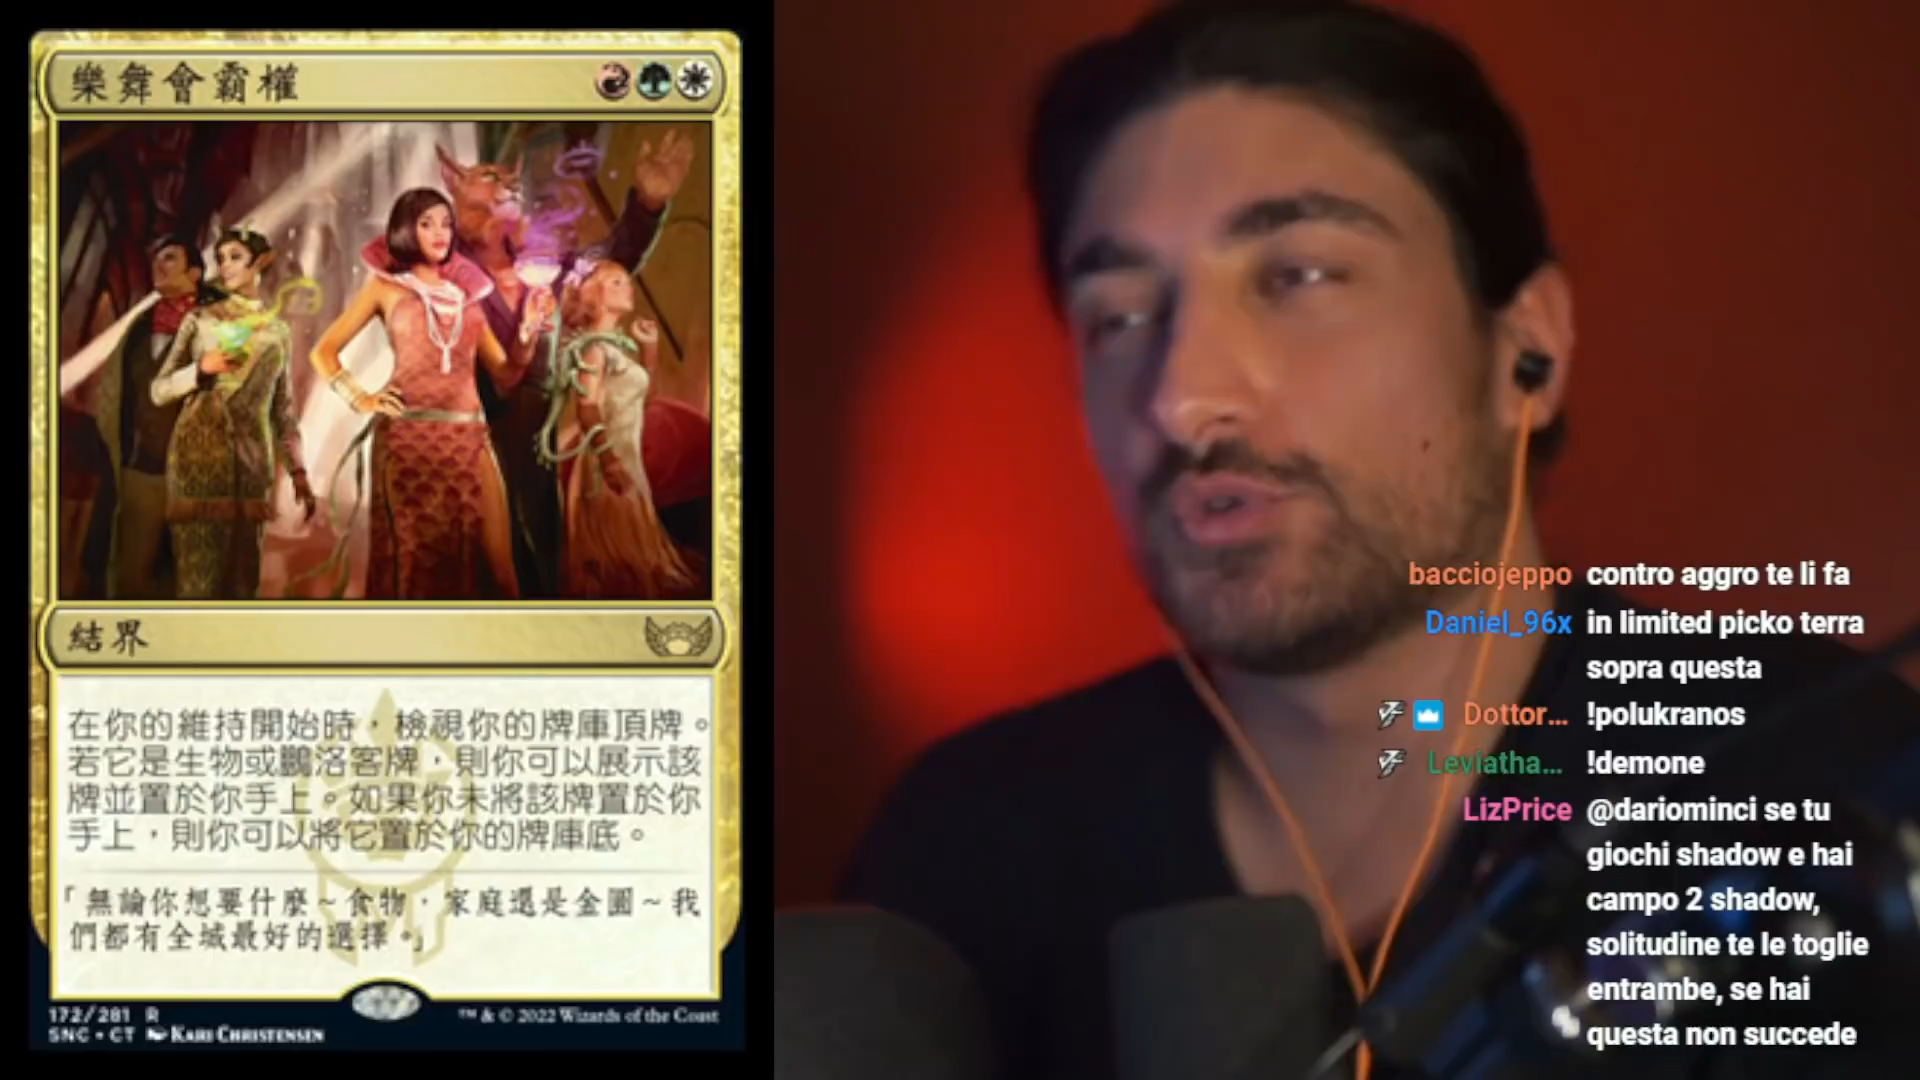 樂舞會霸權
結界
在你的維持開始時，檢視你的牌庫頂牌。
若它是生物或鵬洛客牌，則你可以展示該
牌並置於你手上。如果你未將該牌置於你
手上，則你可以將它置於你的牌庫底。
「無論你想要什麼～食物，家庭還是金圓～我
們都有全城最好的選擇。」
172/281 R
SNC • CT KARI CHRISTENSEN
™ & © 2022 Wizards of the Coast
bacciojeppo contro aggro te li fa
Daniel_96x in limited picko terra
sopra questa
Dottor... !polukranos
Leviatha... !demone
LizPrice @dariominci se tu
giochi shadow e hai
campo 2 shadow,
solitudine te le toglie
entrambe, se hai
questa non succede